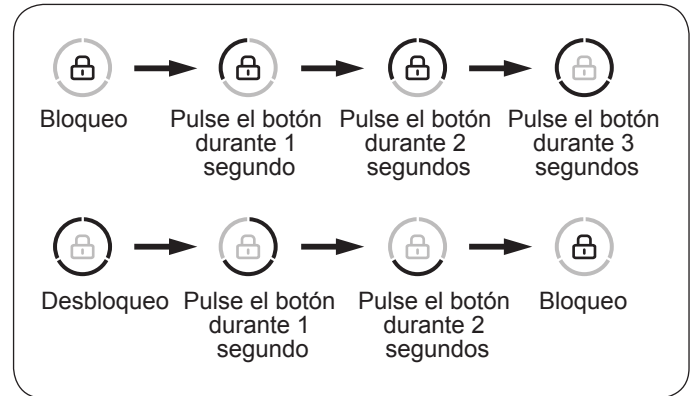 Bloqueo
Pulse el botón
durante 1
segundo
Pulse el botón
durante 2
segundos
Pulse el botón
durante 3
segundos
Desbloqueo
Pulse el botón
durante 1
segundo
Pulse el botón
durante 2
segundos
Bloqueo